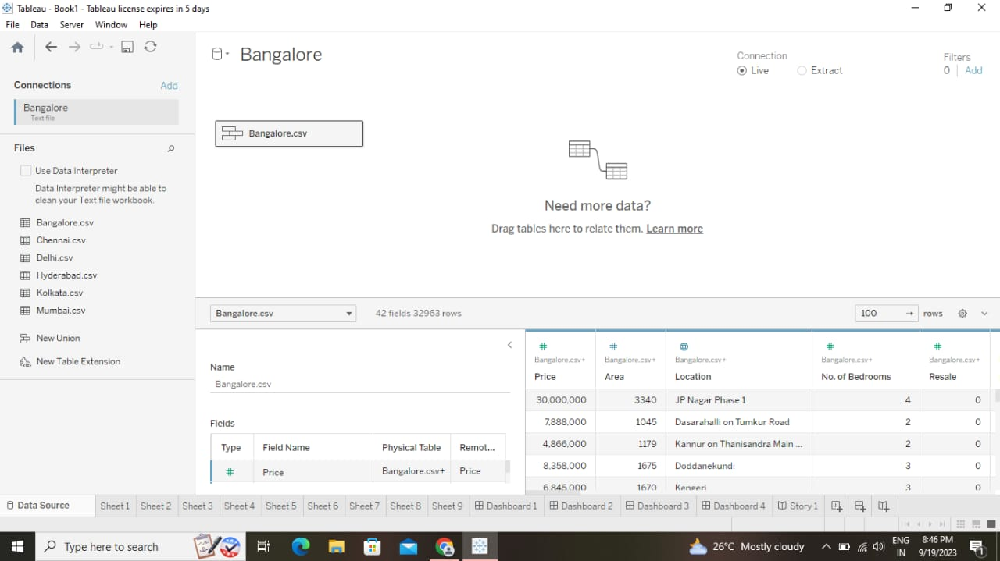 Tableau - Book1 - Tableau license expires in 5 days
File Data Server Window Help
Connections Add
Bangalore
Text file
Files
Use Data Interpreter
Data Interpreter might be able to
clean your Text file workbook.
Bangalore.csv
Chennai.csv
Delhi.csv
Hyderabad.csv
Kolkata.csv
Mumbai.csv
New Union
New Table Extension
Bangalore
Connection
Live Extract
Filters
0 Add
Bangalore.csv
Need more data?
Drag tables here to relate them. Learn more
Bangalore.csv 42 fields 32963 rows 100 → rows
Name
Bangalore.csv
Fields
Type Field Name Physical Table Remot...
# Price Bangalore.csv+ Price
# # # #
Bangalore.csv+ Bangalore.csv+ Bangalore.csv+ Bangalore.csv+ Bangalore.csv+
Price Area Location No. of Bedrooms Resale
30,000,000 3340 JP Nagar Phase 1 4 0
7,888,000 1045 Dasarahalli on Tumkur Road 2 0
4,866,000 1179 Kannur on Thanisandra Main ... 2 0
8,358,000 1675 Doddanekundi 3 0
6,845,000 1670 Kengeri 3 0
Data Source Sheet 1 Sheet 2 Sheet 3 Sheet 4 Sheet 5 Sheet 6 Sheet 7 Sheet 8 Sheet 9 Dashboard 1 Dashboard 2 Dashboard 3 Dashboard 4 Story 1
Type here to search
26°C Mostly cloudy
ENG
IN
8:46 PM
9/19/2023
1